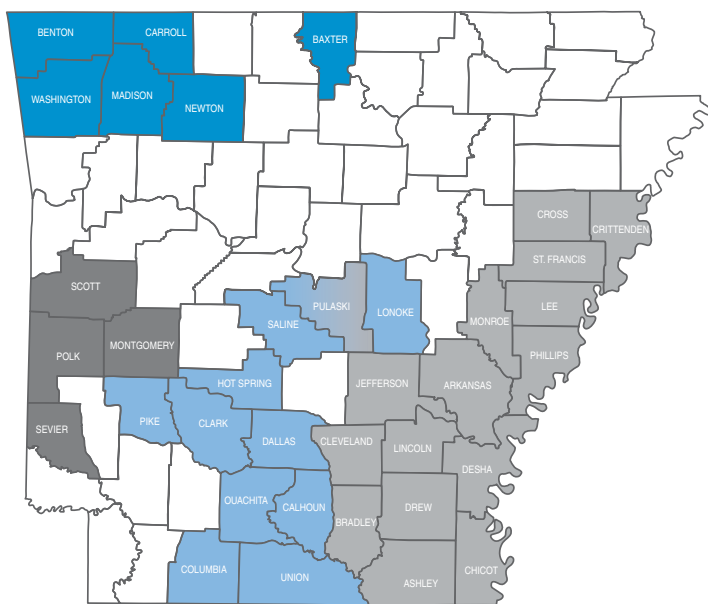 BENTON
CARROLL
BAXTER
WASHINGTON
MADISON
NEWTON
CROSS
CRITTENDEN
ST. FRANCIS
SCOTT
PULASKI
LEE
SALINE
LONOKE
MONROE
MONTGOMERY
POLK
PHILLIPS
HOT SPRING
JEFFERSON
ARKANSAS
SEVIER
PIKE
CLARK
DALLAS
CLEVELAND
LINCOLN
DESHA
OUACHITA
CALHOUN
DREW
BRADLEY
COLUMBIA
UNION
ASHLEY
CHICOT